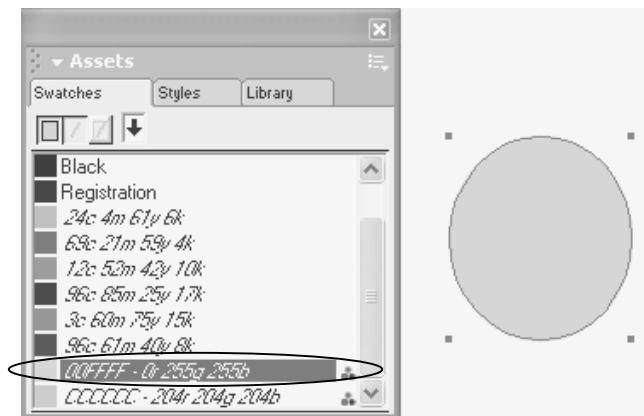 Assets
Swatches Styles Library
Black
Registration
24c 4m 61y 6k
69c 21m 59y 4k
12c 52m 42y 10k
96c 85m 25y 17k
3c 60m 75y 15k
96c 61m 40y 8k
00FFFF - 0r 255g 255b
CCCCCC - 204r 204g 204b